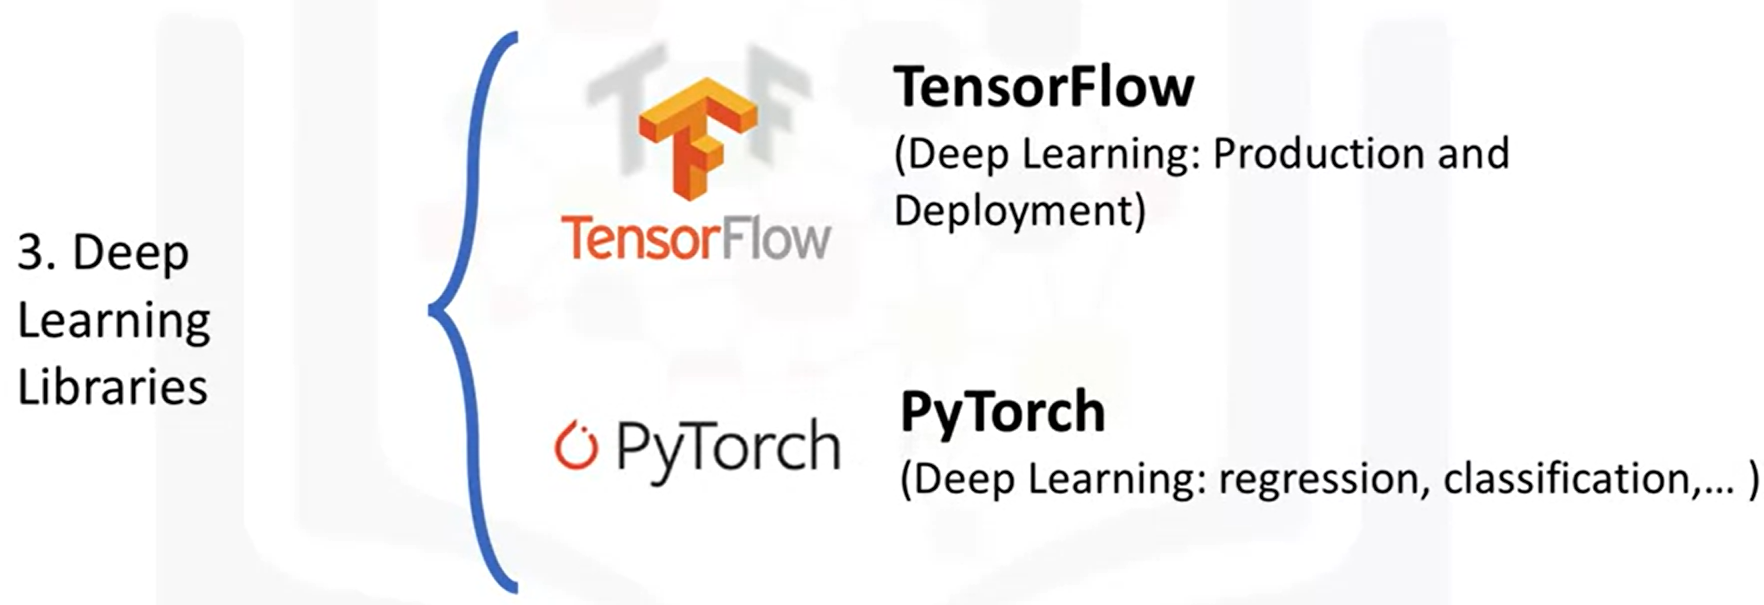 3. Deep
Learning
Libraries
TensorFlow
TensorFlow
(Deep Learning: Production and
Deployment)
PyTorch
PyTorch
(Deep Learning: regression, classification,... )